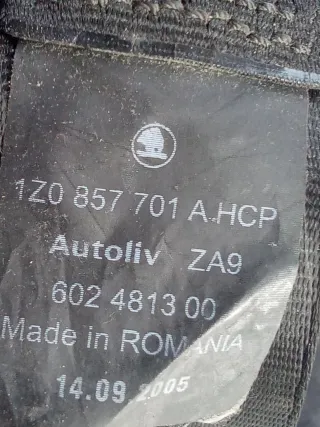 1Z0 857 701 A.HCP
Autoliv ZA9
602 4813 00
Made in ROMANIA
14.09.2005